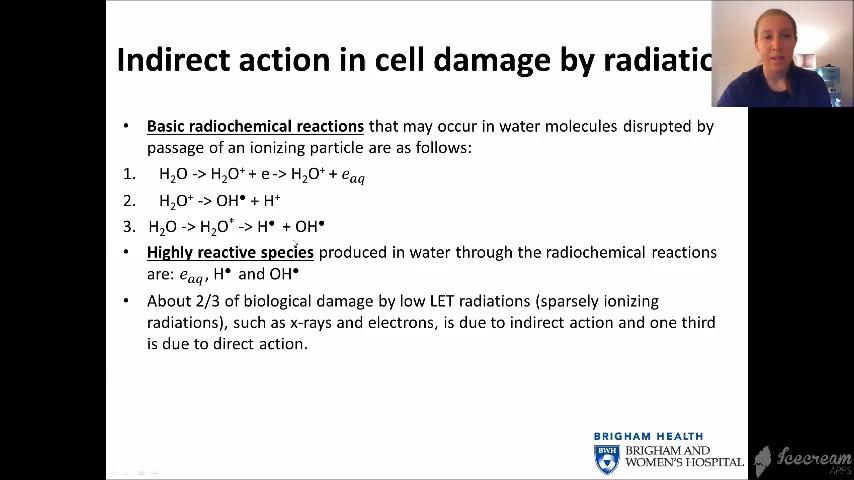 Indirect action in cell damage by radiatic
• Basic radiochemical reactions that may occur in water molecules disrupted by
passage of an ionizing particle are as follows:
1. H₂O -> H₂O⁺ + e -> H₂O⁺ + eₐq
2. H₂O⁺ -> OH• + H⁺
3. H₂O -> H₂O* -> H• + OH•
• Highly reactive species produced in water through the radiochemical reactions
are: eₐq, H• and OH•
• About 2/3 of biological damage by low LET radiations (sparsely ionizing
radiations), such as x-rays and electrons, is due to indirect action and one third
is due to direct action.
BRIGHAM HEALTH
BWH
BRIGHAM AND
WOMEN'S HOSPITAL
Icecream
APPS